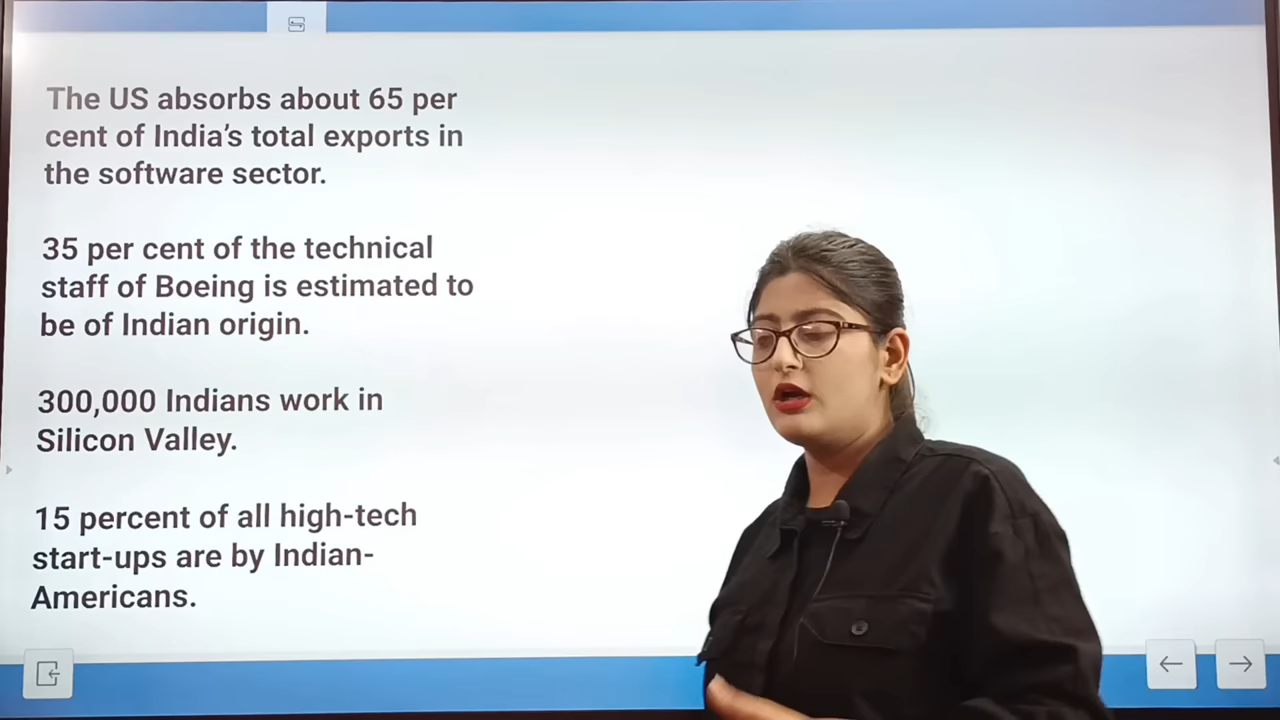 The US absorbs about 65 per
cent of India's total exports in
the software sector.
35 per cent of the technical
staff of Boeing is estimated to
be of Indian origin.
300,000 Indians work in
Silicon Valley.
15 percent of all high-tech
start-ups are by Indian-
Americans.